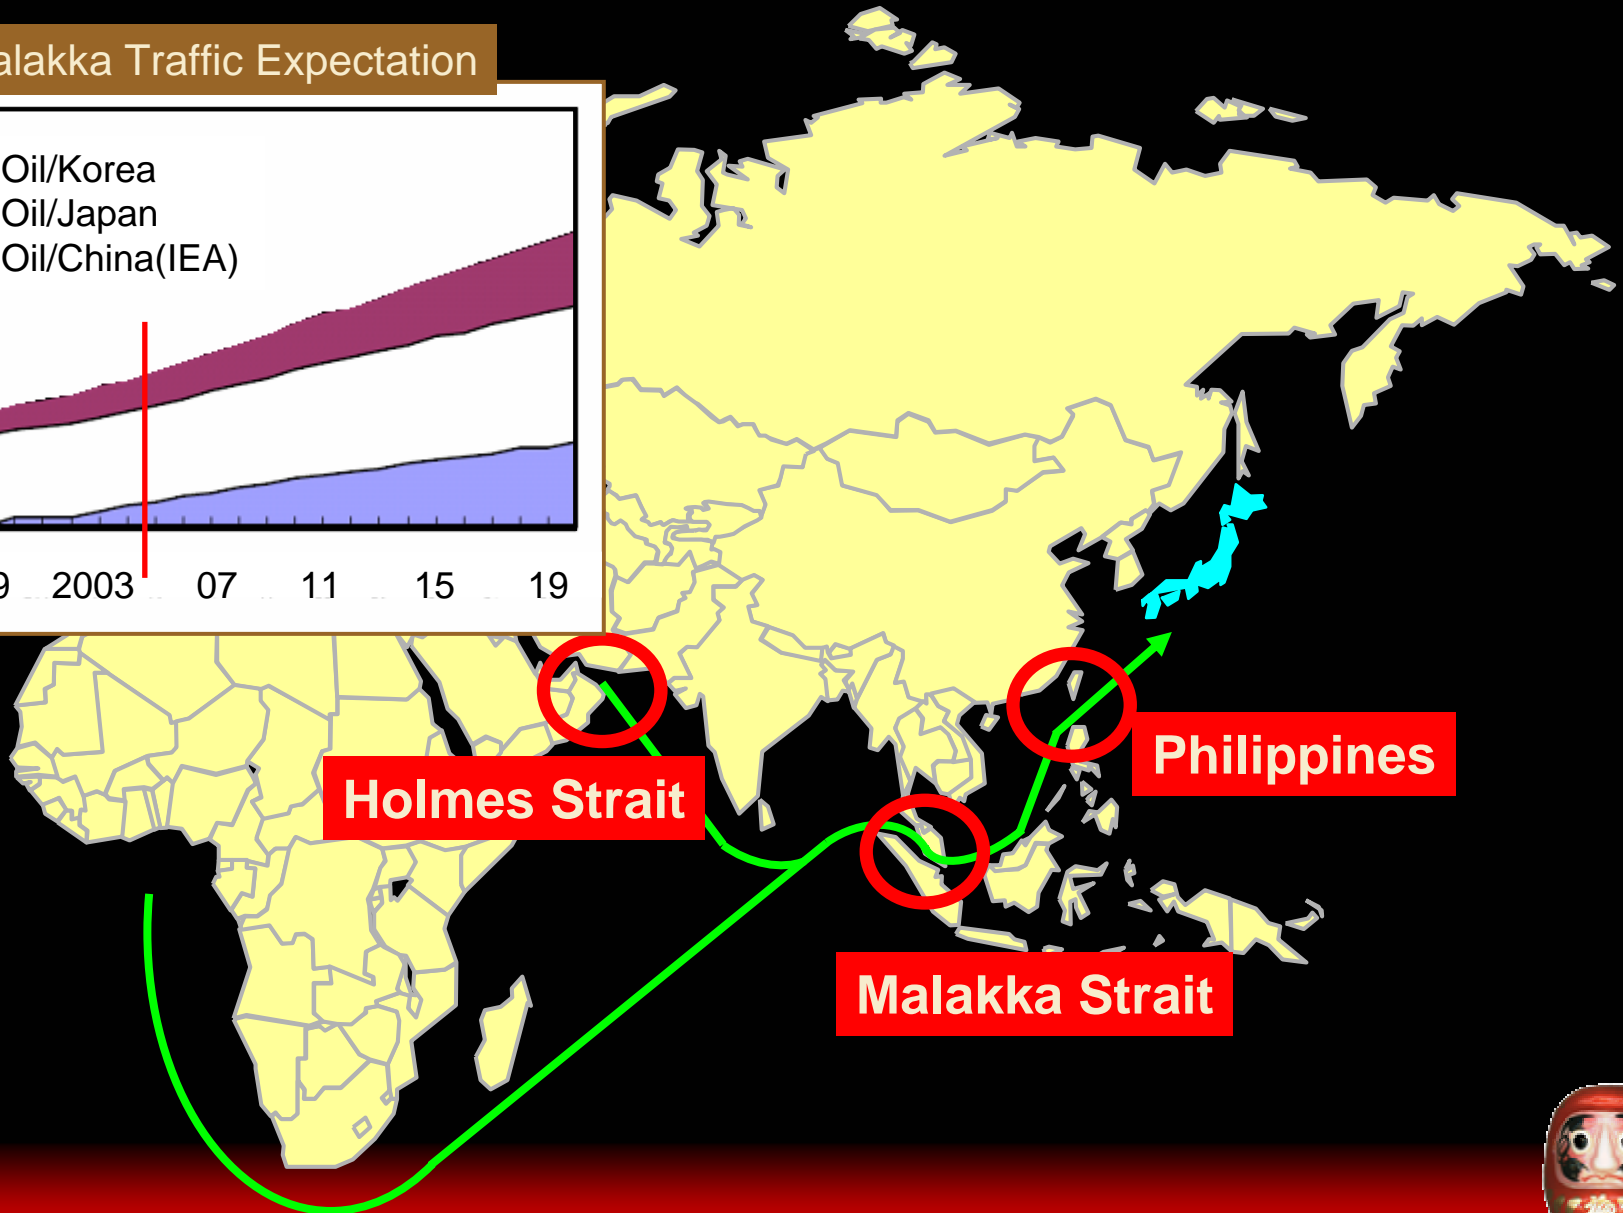 alakka Traffic Expectation
Oil/Korea
Oil/Japan
Oil/China(IEA)
9 2003 07 11 15 19
Philippines
Holmes Strait
Malakka Strait